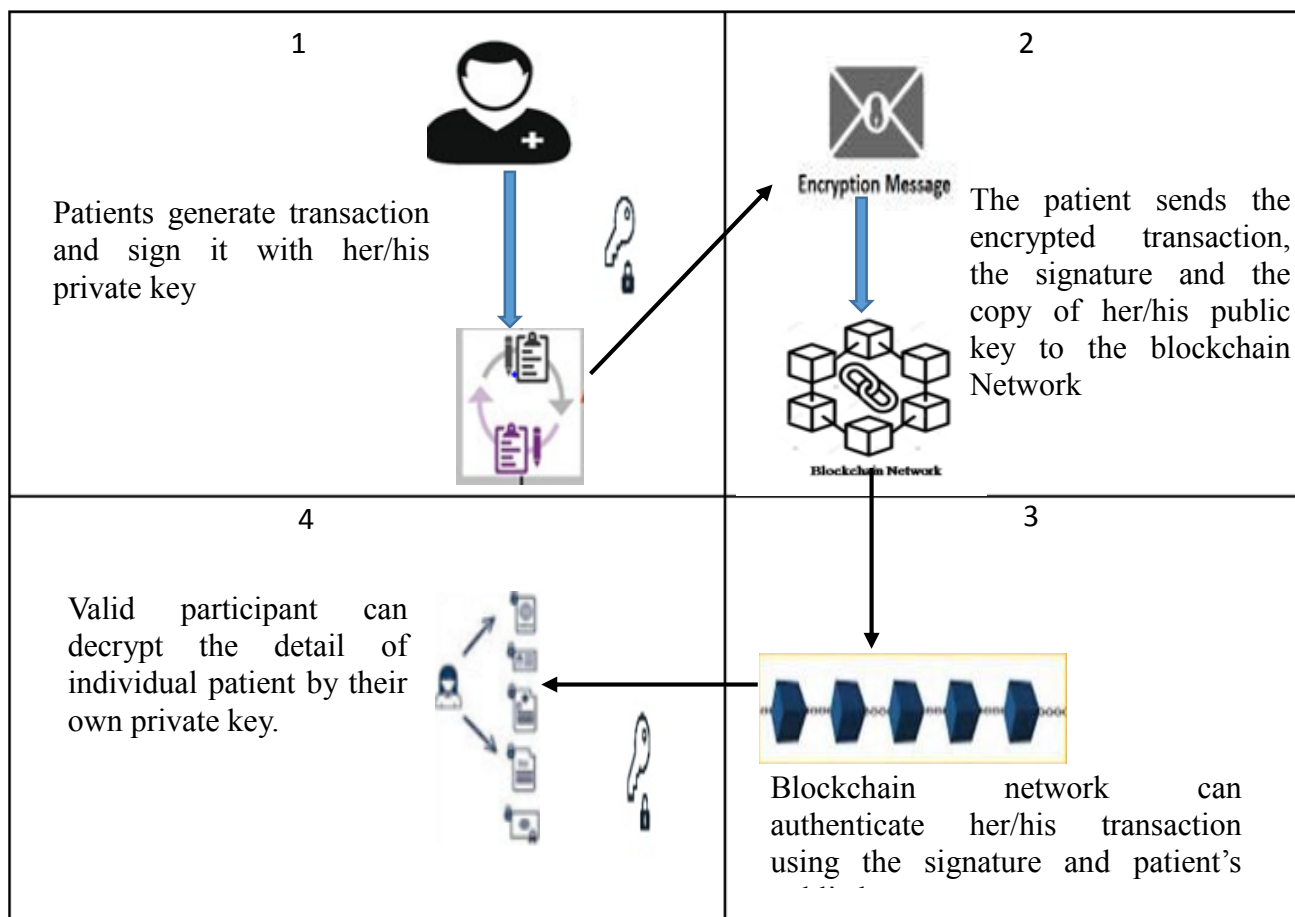 1
Patients generate transaction
and sign it with her/his
private key
2
Encryption Message
The patient sends the
encrypted transaction,
the signature and the
copy of her/his public
key to the blockchain
Network
Blockchain Network
3
Blockchain network can
authenticate her/his transaction
using the signature and patient’s
4
Valid participant can
decrypt the detail of
individual patient by their
own private key.